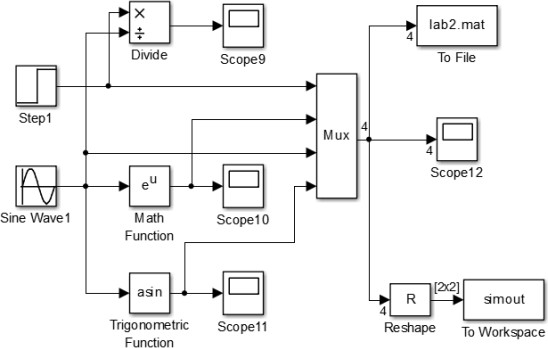 ×
÷
Divide
Scope9
lab2.mat
4
To File
Step1
Mux
4
4
Scope12
Sine Wave1
eu
Math
Function
Scope10
asin
Trigonometric
Function
Scope11
R
4
Reshape
[2x2]
simout
To Workspace